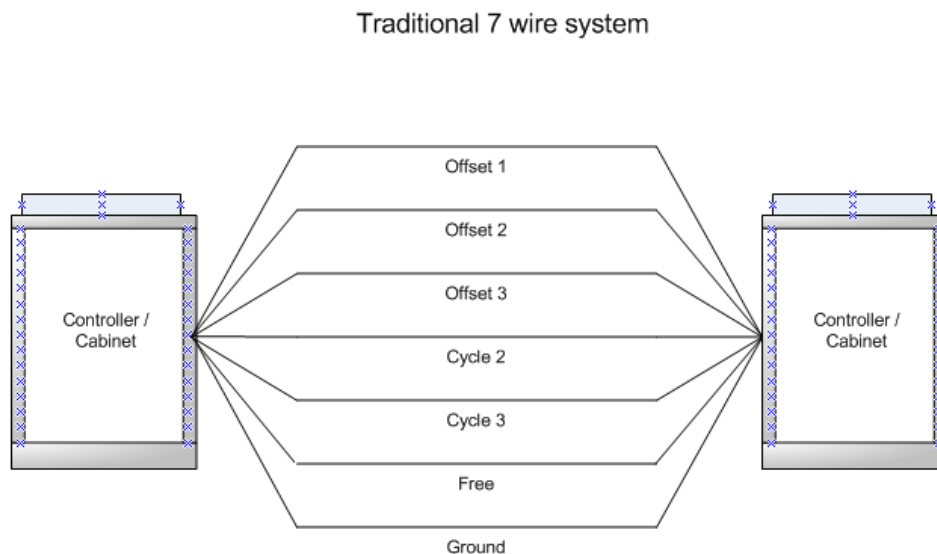 Traditional 7 wire system
Offset 1
Offset 2
Offset 3
Controller /
Cabinet
Controller /
Cabinet
Cycle 2
Cycle 3
Free
Ground